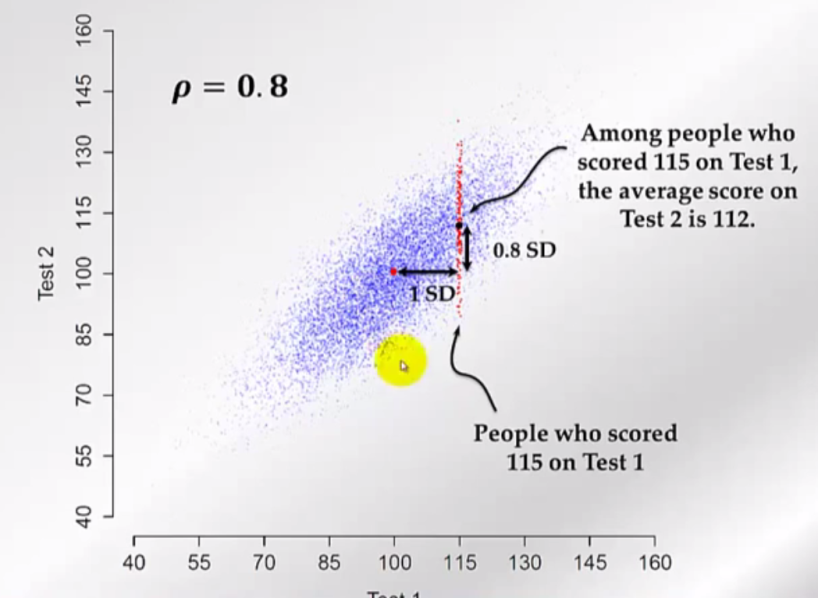 160
145
130
115
100
85
70
55
40
Test 2
ρ = 0.8
Among people who
scored 115 on Test 1,
the average score on
Test 2 is 112.
0.8 SD
1 SD
People who scored
115 on Test 1
40 55 70 85 100 115 130 145 160
Test 1